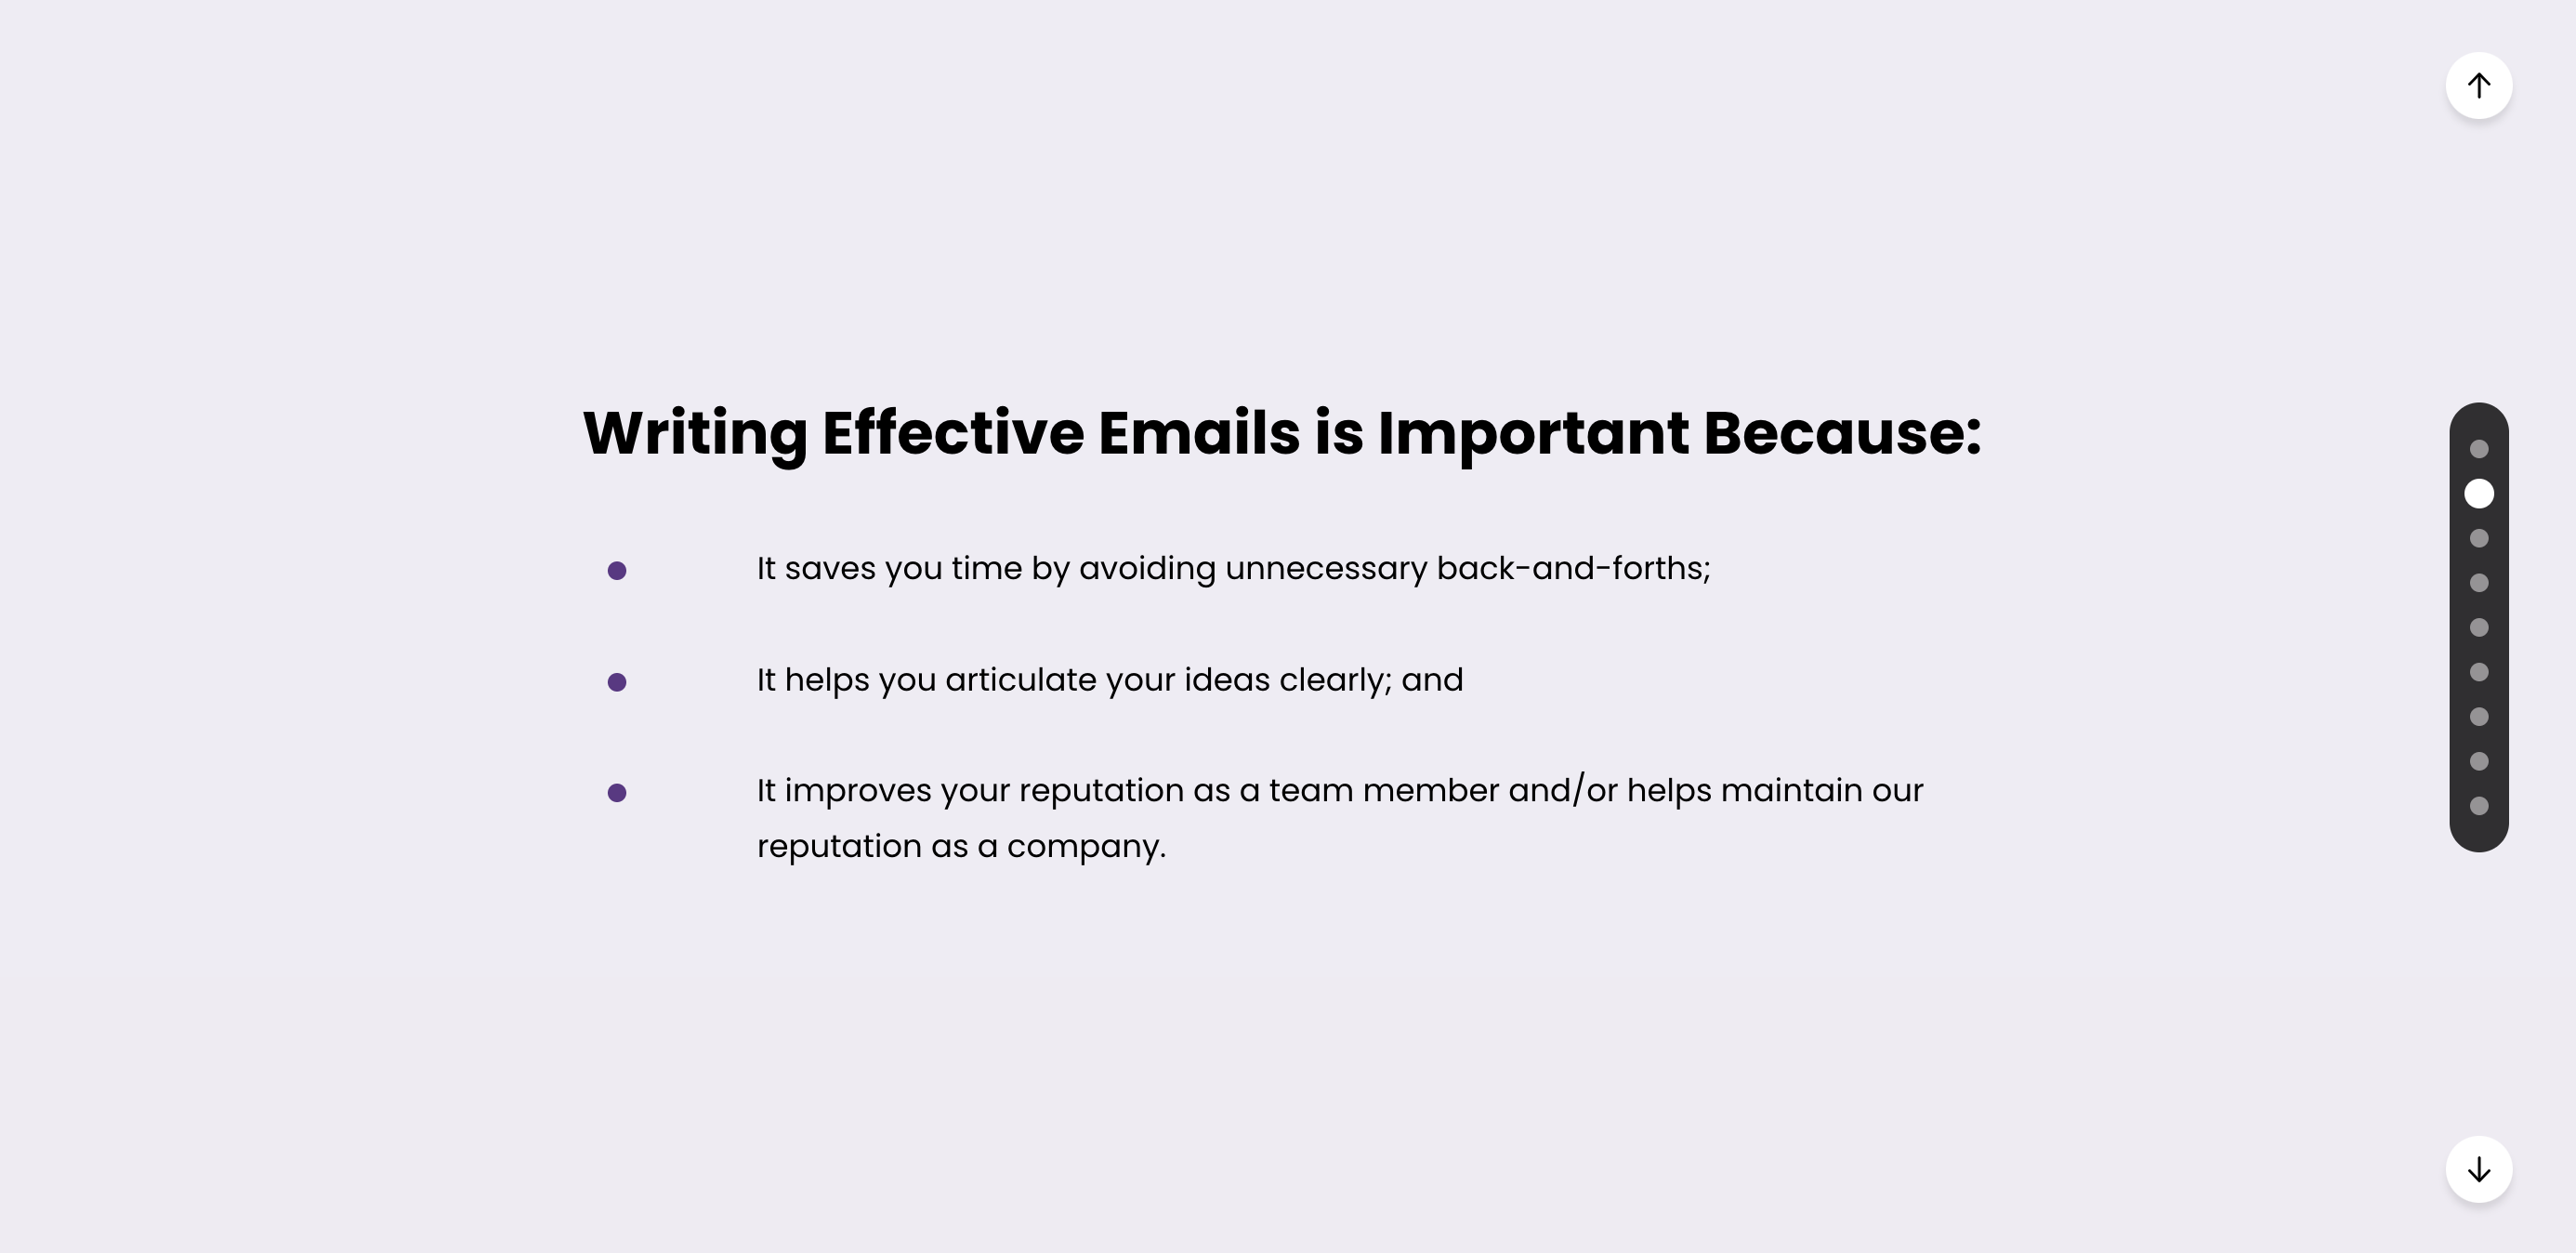 Writing Effective Emails is Important Because:
It saves you time by avoiding unnecessary back-and-forths;
It helps you articulate your ideas clearly; and
It improves your reputation as a team member and/or helps maintain our
reputation as a company.